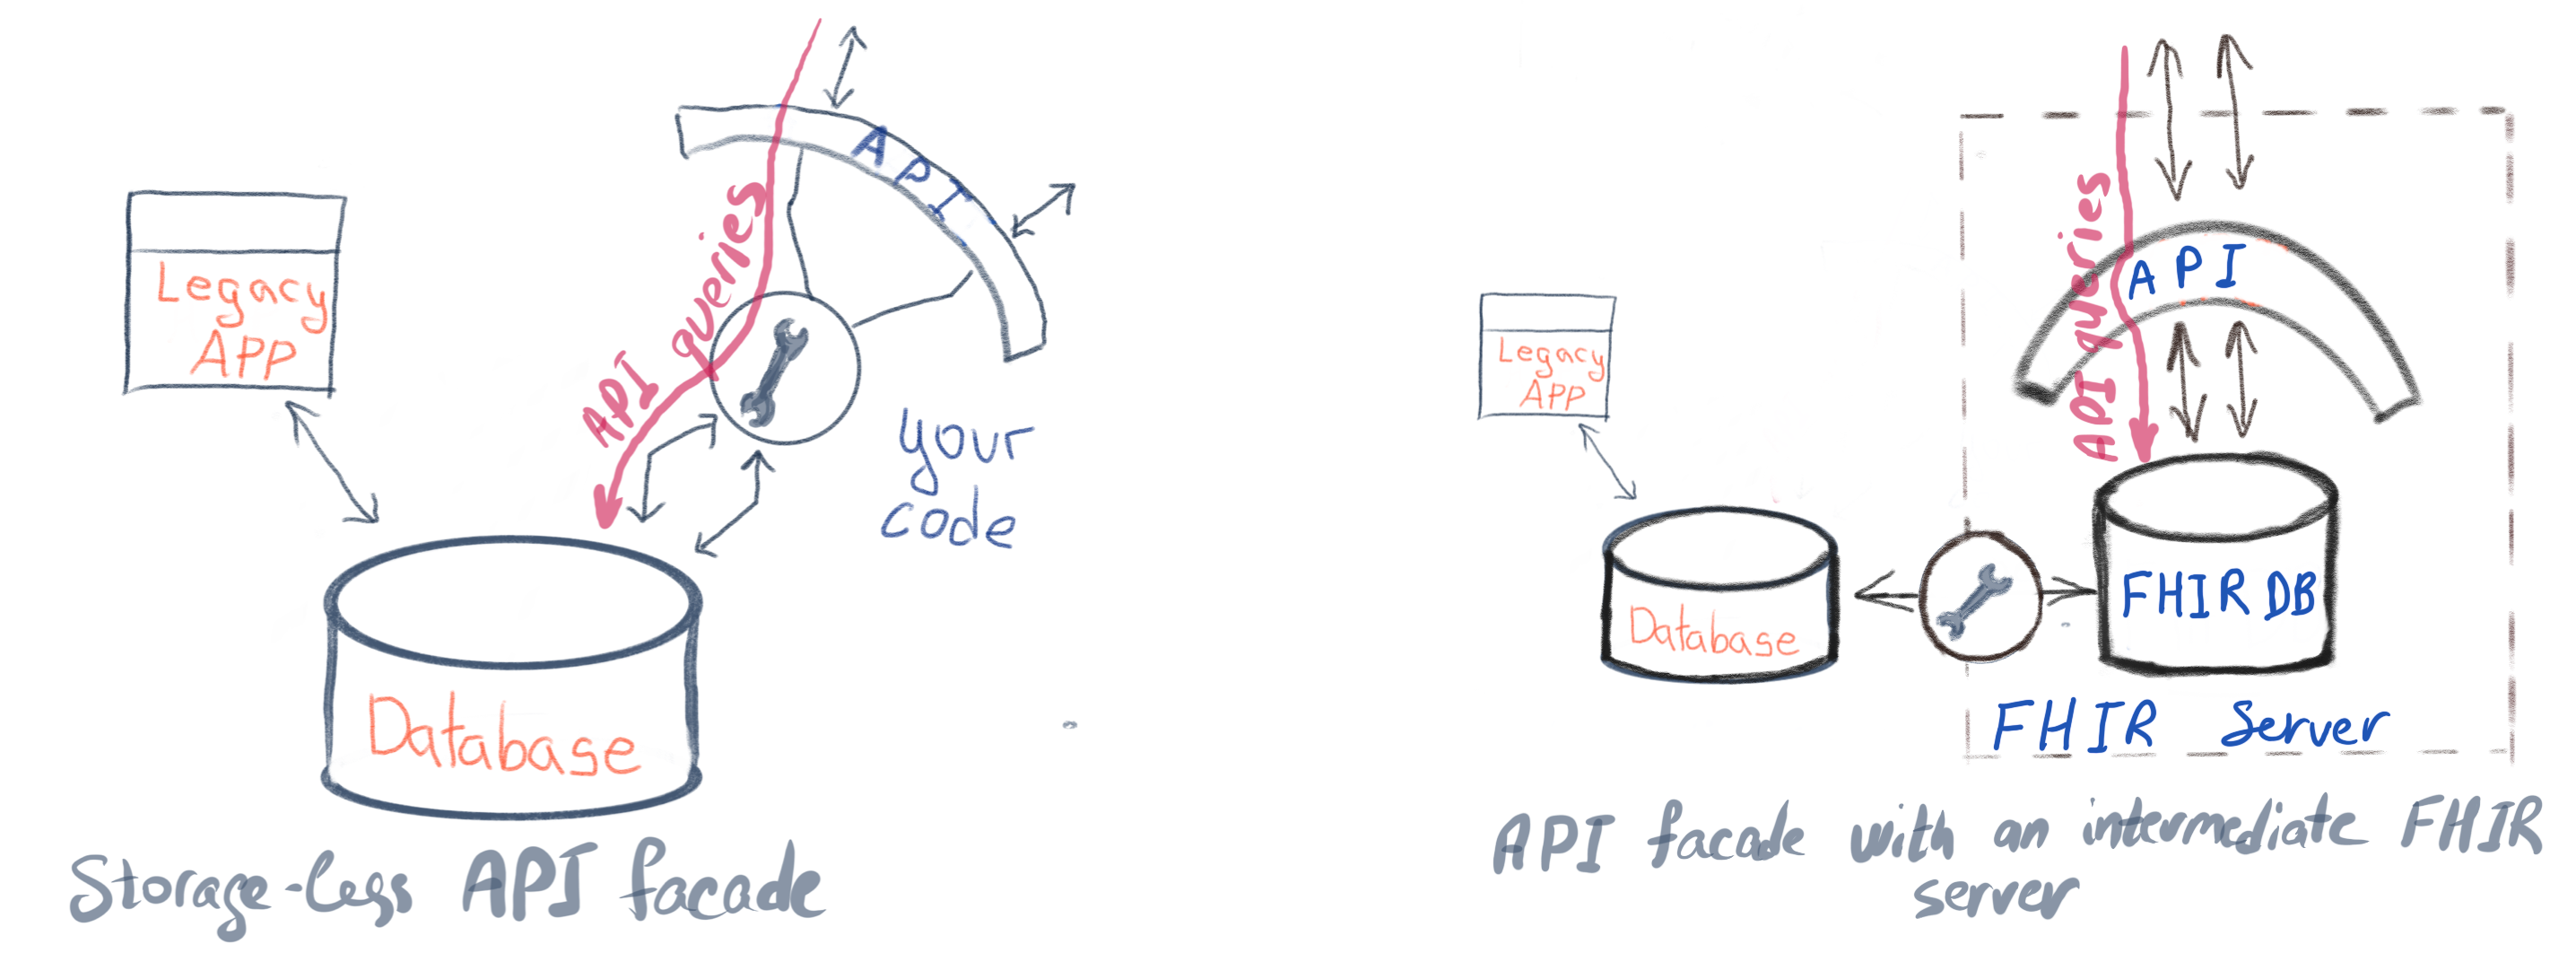 API
API queries
Legacy
APP
your
code
Database
Storage-less API facade
API queries
API
Legacy
APP
Database
FHIR DB
FHIR Server
API facade with an intermediate FHIR
server